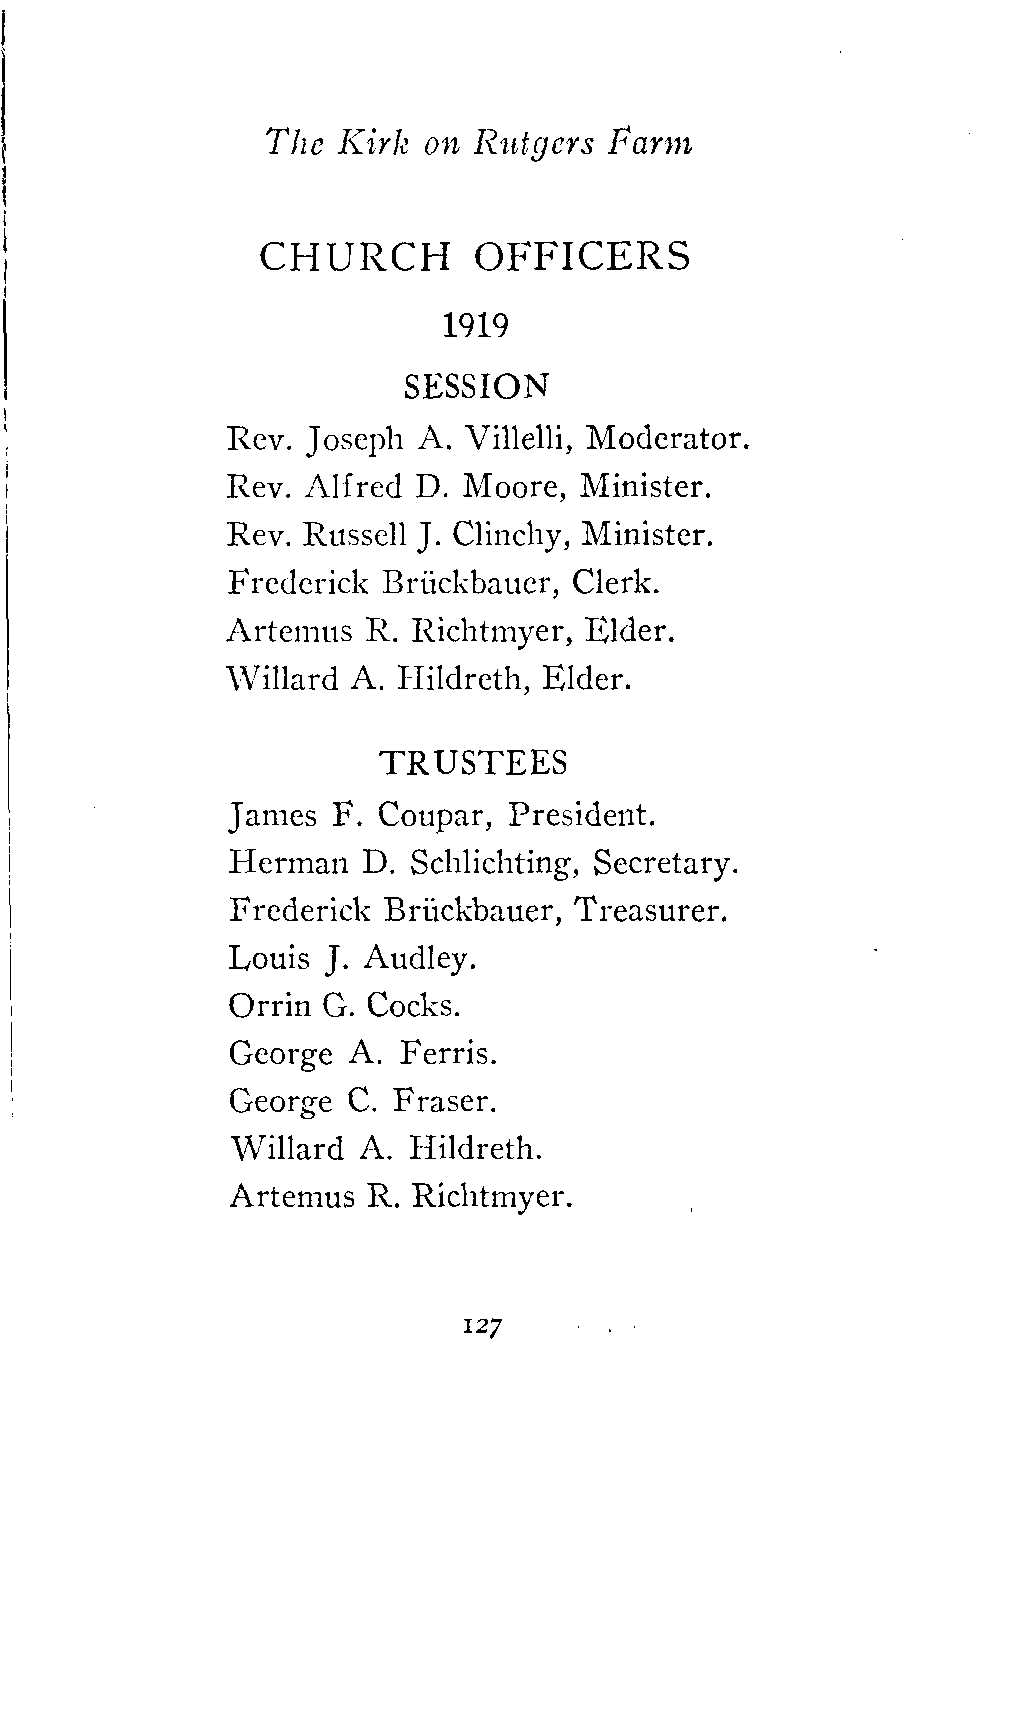 The Kirk on Rutgers Farm
CHURCH OFFICERS
1919
SESSION
Rev. Joseph A. Villelli, Moderator.
Rev. Alfred D. Moore, Minister.
Rev. Russell J. Clinchy, Minister.
Frederick Brückbauer, Clerk.
Artemus R. Richtmyer, Elder.
Willard A. Hildreth, Elder.
TRUSTEES
James F. Coupar, President.
Herman D. Schlichting, Secretary.
Frederick Brückbauer, Treasurer.
Louis J. Audley.
Orrin G. Cocks.
George A. Ferris.
George C. Fraser.
Willard A. Hildreth.
Artemus R. Richtmyer.
127